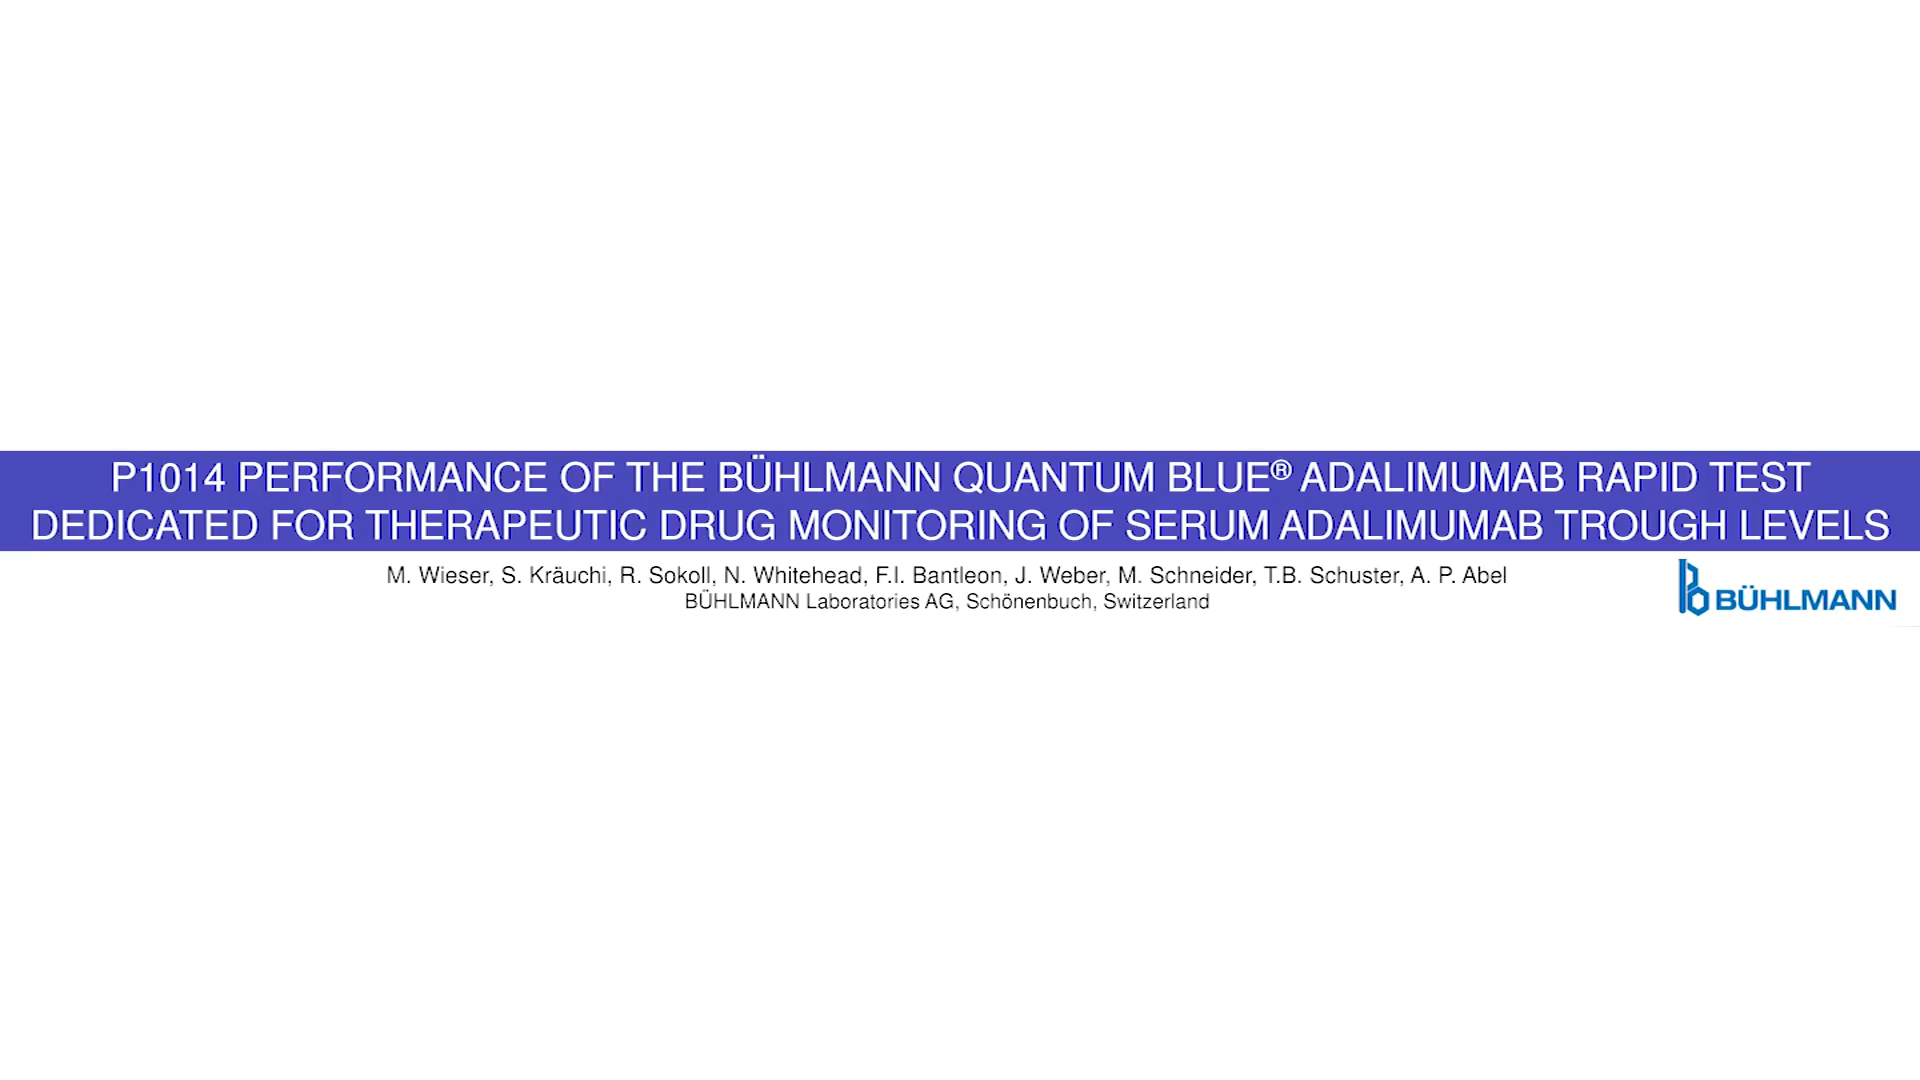 P1014 PERFORMANCE OF THE BÜHLMANN QUANTUM BLUE® ADALIMUMAB RAPID TEST
DEDICATED FOR THERAPEUTIC DRUG MONITORING OF SERUM ADALIMUMAB TROUGH LEVELS
M. Wieser, S. Kräuchi, R. Sokoll, N. Whitehead, F.I. Bantleon, J. Weber, M. Schneider, T.B. Schuster, A. P. Abel
BÜHLMANN Laboratories AG, Schönenbuch, Switzerland
BÜHLMANN